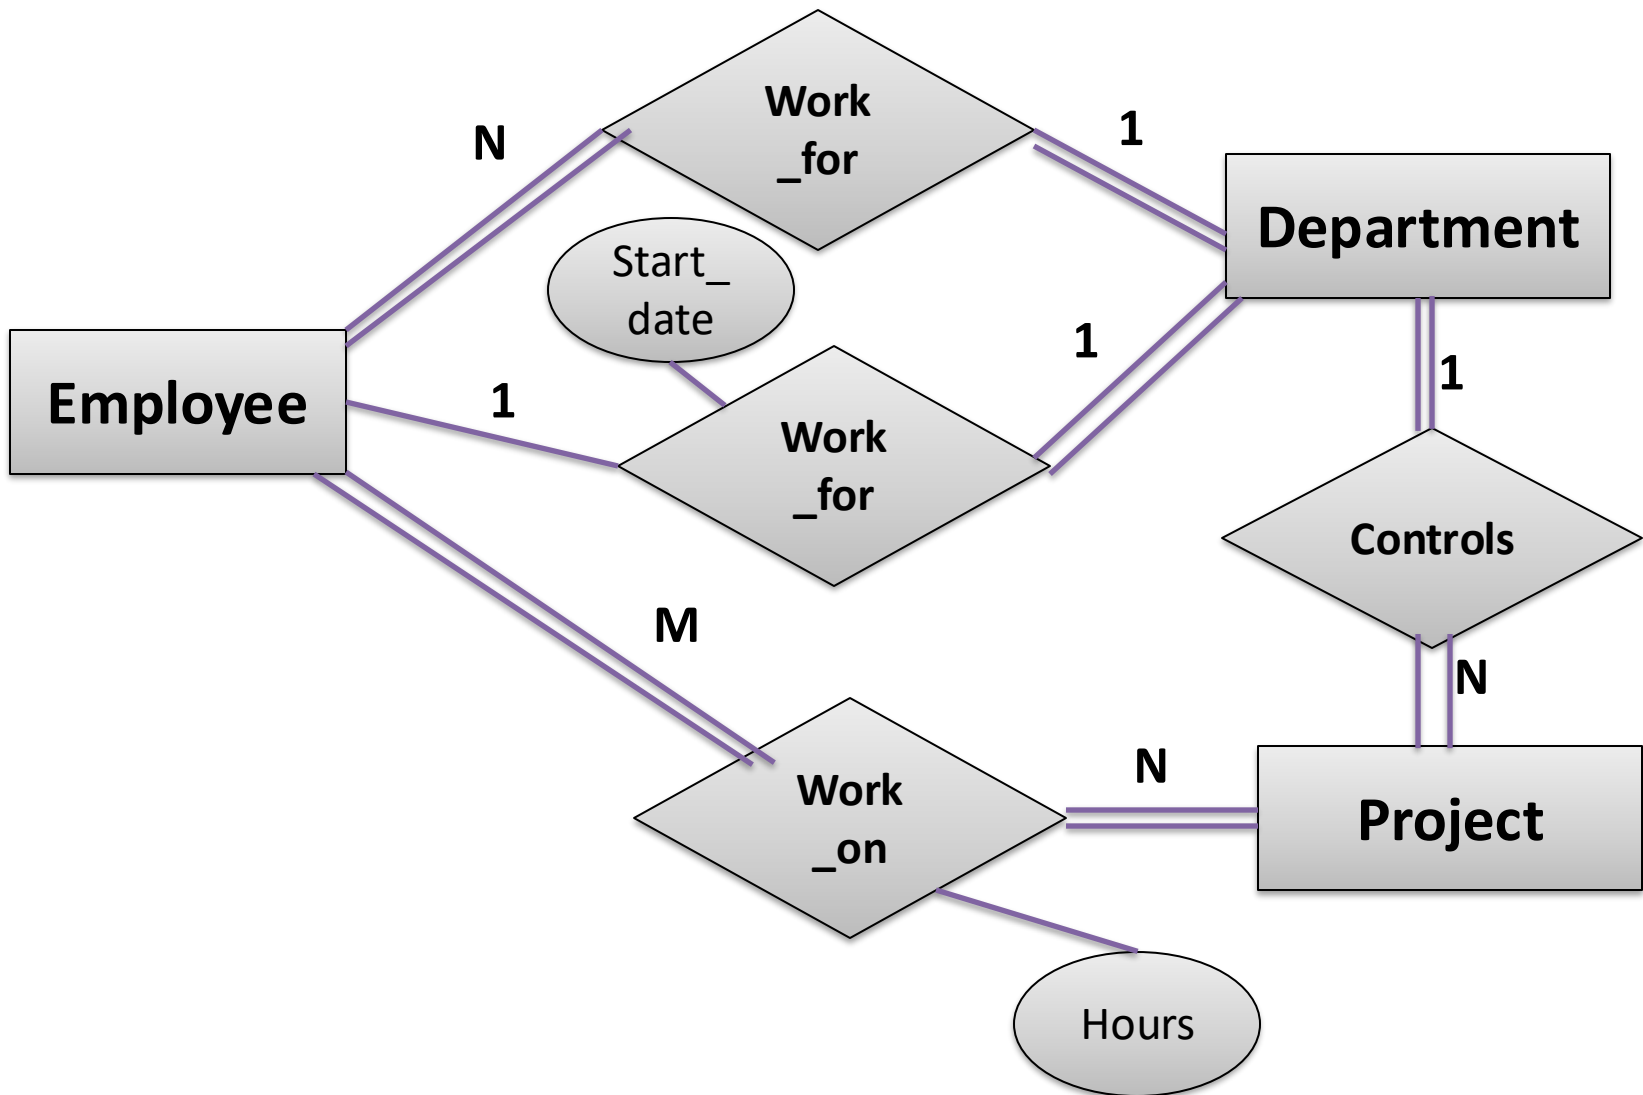 Work
_for
N
1
Department
Start_
date
Employee
1
1
1
Work
_for
Controls
M
N
Work
_on
N
Project
Hours